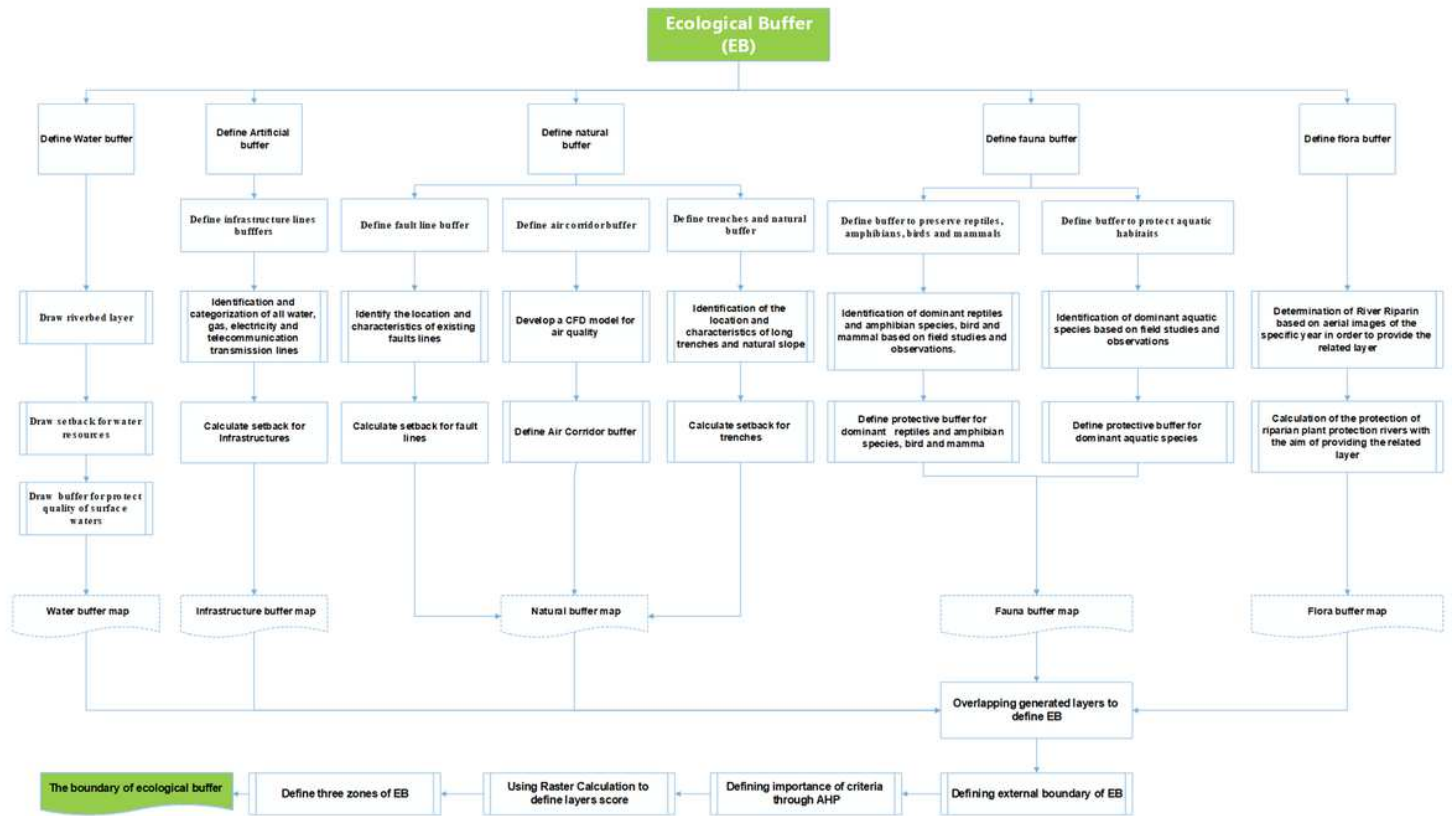 Ecological Buffer
(EB)
Define Water buffer
Define Artificial
buffer
Define natural
buffer
Define fauna buffer
Define flora buffer
Define infrastructure lines
bufffers
Define fault line buffer
Define air corridor buffer
Define trenches and natural
buffer
Define buffer to preserve reptiles,
amphibians, birds and mammals
Define buffer to protect aquatic
habitaits
Draw riverbed layer
Identification and
categorization of all water,
gas, electricity and
telecommunication
transmission lines
Identify the location and
characteristics of existing
faults lines
Develop a CFD model for
air quality
Identification of the
location and
characteristics of long
trenches and natural slope
Identification of dominant reptiles
and amphibian species, bird and
mammal based on field studies and
observations.
Identification of dominant aquatic
species based on field studies and
observations
Determination of River Riparin
based on aerial images of the
specific year in order to provide the
related layer
Draw setback for water
resources
Calculate setback for
Infrastructures
Calculate setback for fault
lines
Define Air Corridor buffer
Calculate setback for
trenches
Define protective buffer for
dominant reptiles and amphibian
species, bird and mamma
Define protective buffer for
dominant aquatic species
Calculation of the protection of
riparian plant protection rivers with
the aim of providing the related
layer
Draw buffer for protect
quality of surface
waters
Water buffer map
Infrastructure buffer map
Natural buffer map
Fauna buffer map
Flora buffer map
Overlapping generated layers to
define EB
The boundary of ecological buffer
Define three zones of EB
Using Raster Calculation to
define layers score
Defining importance of criteria
through AHP
Defining external boundary of EB